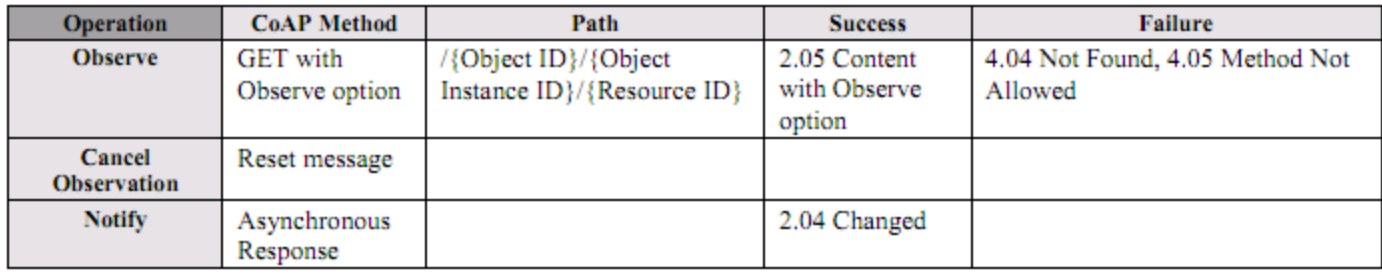 Operation CoAP Method Path Success Failure
Observe GET with /{Object ID}/{Object 2.05 Content 4.04 Not Found, 4.05 Method Not
Observe option Instance ID}/{Resource ID} with Observe Allowed
option
Cancel Reset message
Observation
Notify Asynchronous 2.04 Changed
Response